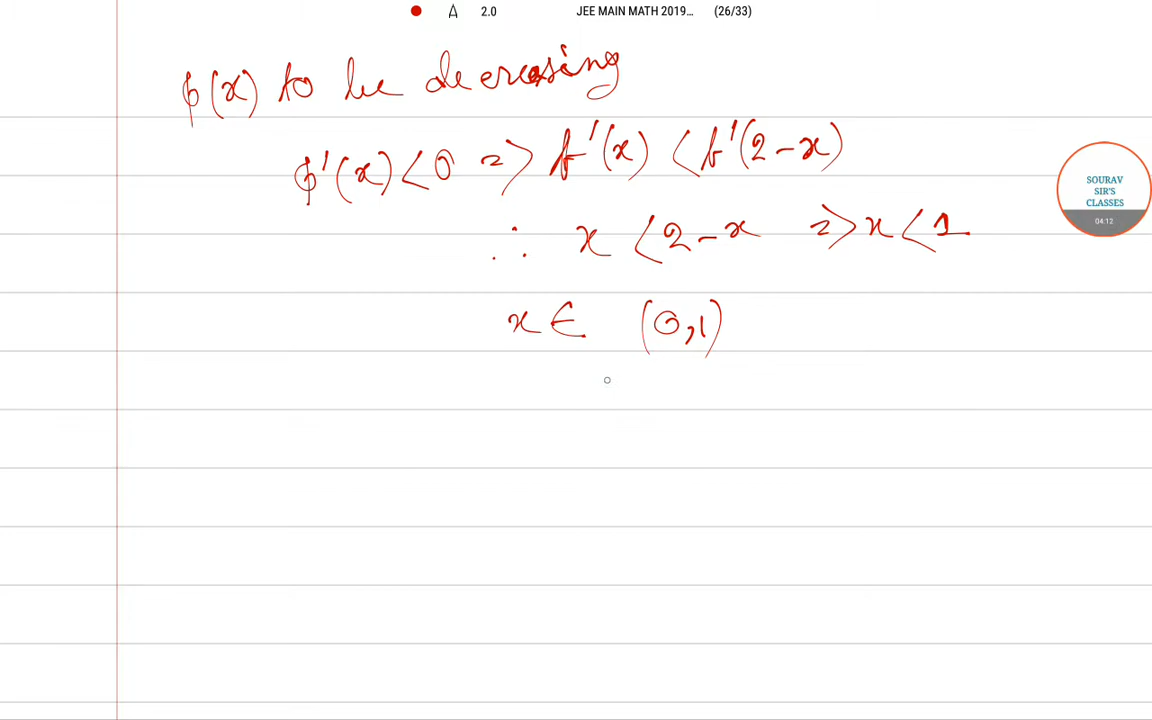 2.0 JEE MAIN MATH 2019... (26/33)
ϕ(x) to be decreasing
ϕ'(x) < 0 => f'(x) < f'(2-x)
∴ x < 2-x => x < 1
x ∈ (0,1)
SOURAV
SIR'S
CLASSES
04:12